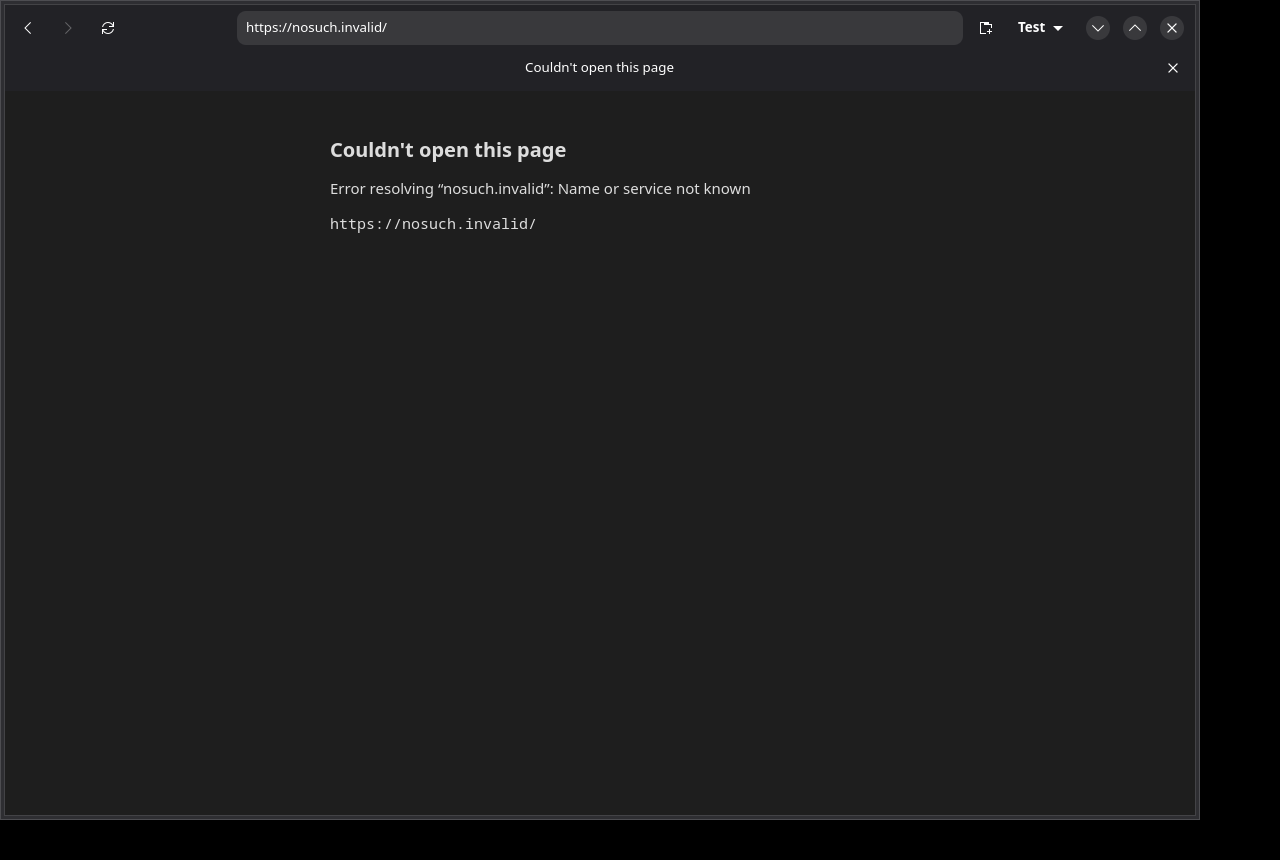 https://nosuch.invalid/
Test
Couldn't open this page
Couldn't open this page
Error resolving “nosuch.invalid”: Name or service not known
https://nosuch.invalid/